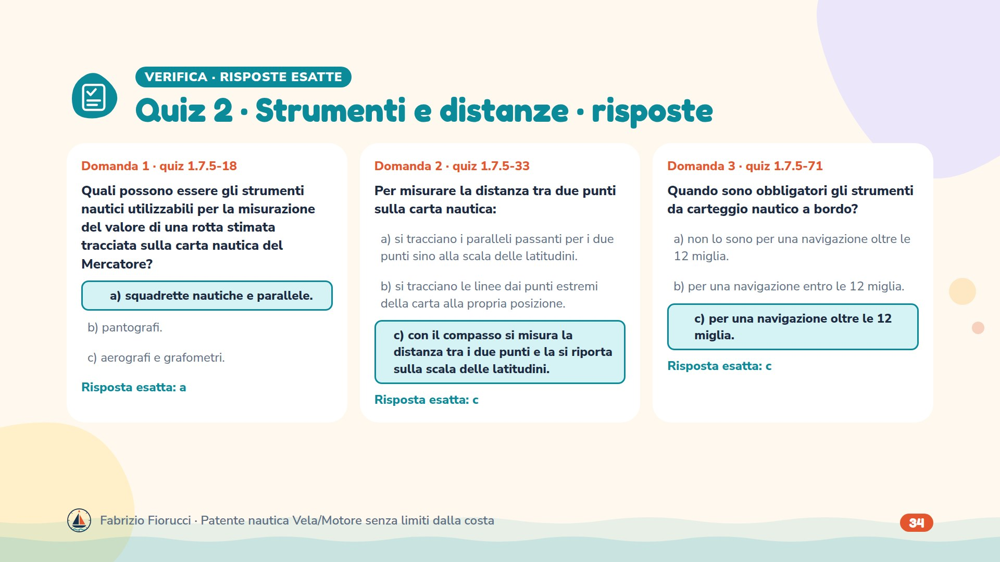 VERIFICA · RISPOSTE ESATTE
Quiz 2 · Strumenti e distanze · risposte
Domanda 1 · quiz 1.7.5-18
Quali possono essere gli strumenti
nautici utilizzabili per la misurazione
del valore di una rotta stimata
tracciata sulla carta nautica del
Mercatore?
a) squadrette nautiche e parallele.
b) pantografi.
c) aerografi e grafometri.
Risposta esatta: a
Domanda 2 · quiz 1.7.5-33
Per misurare la distanza tra due punti
sulla carta nautica:
a) si tracciano i paralleli passanti per i due
punti sino alla scala delle latitudini.
b) si tracciano le linee dai punti estremi
della carta alla propria posizione.
c) con il compasso si misura la
distanza tra i due punti e la si riporta
sulla scala delle latitudini.
Risposta esatta: c
Domanda 3 · quiz 1.7.5-71
Quando sono obbligatori gli strumenti
da carteggio nautico a bordo?
a) non lo sono per una navigazione oltre le
12 miglia.
b) per una navigazione entro le 12 miglia.
c) per una navigazione oltre le 12
miglia.
Risposta esatta: c
Fabrizio Fiorucci · Patente nautica Vela/Motore senza limiti dalla costa
34